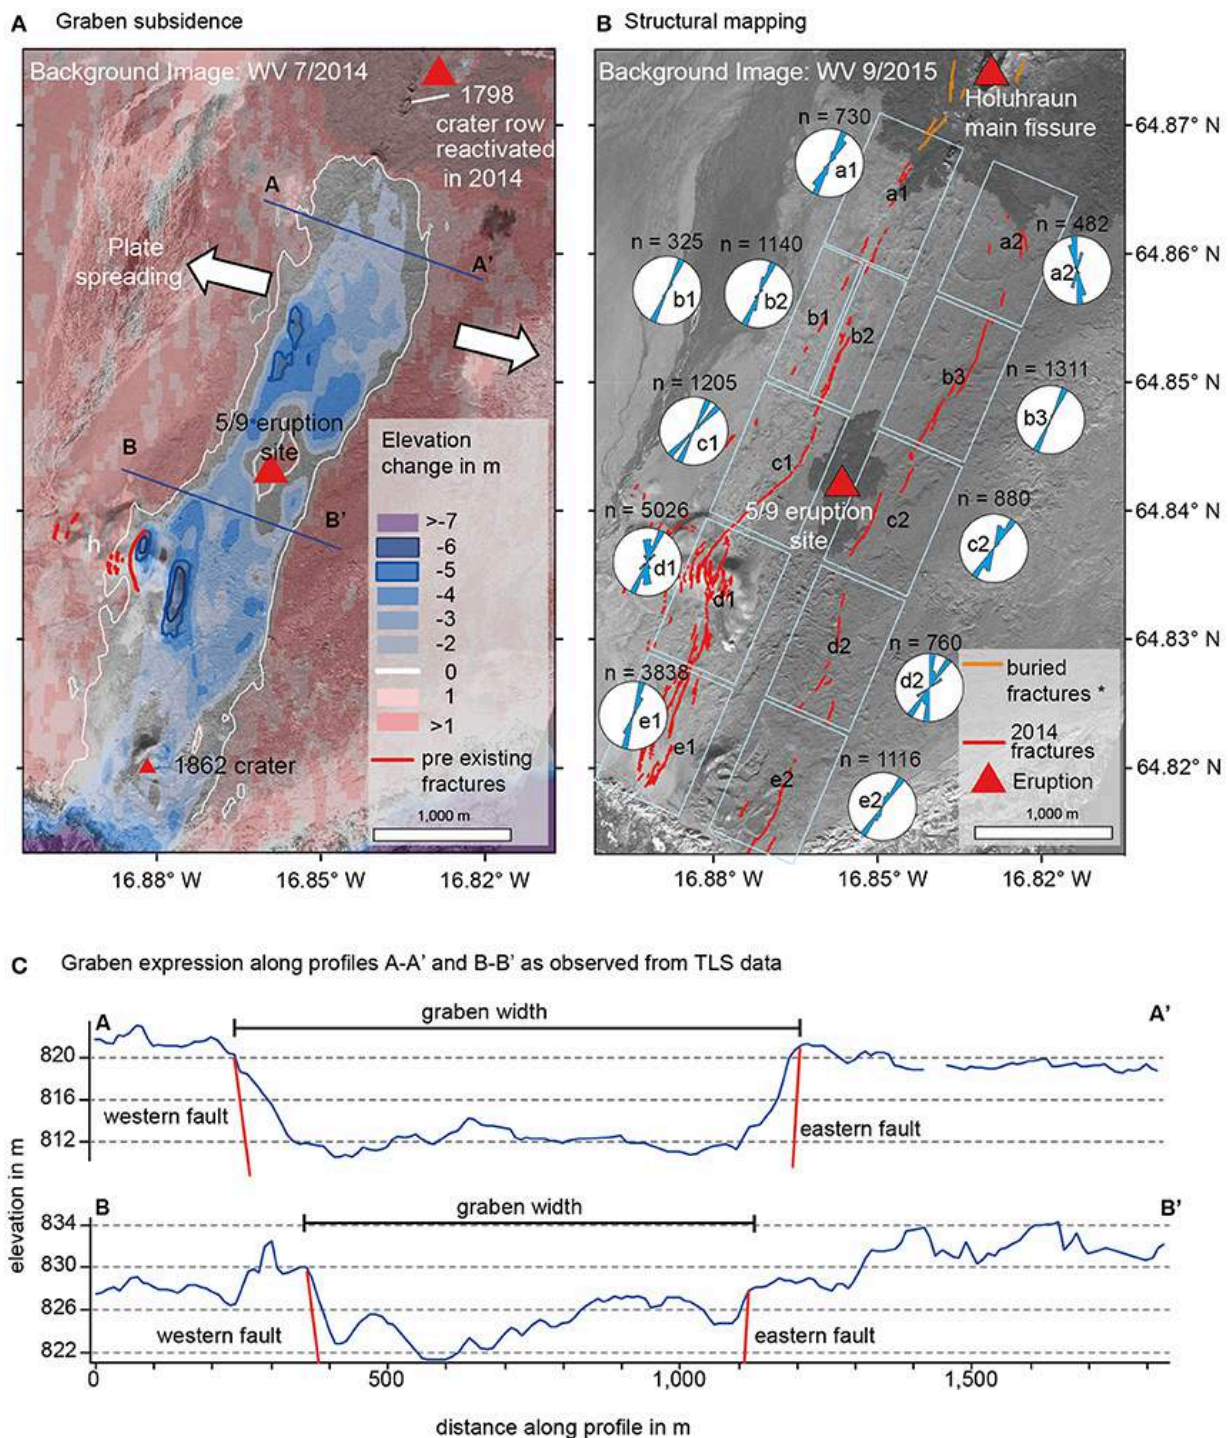 A Graben subsidence
Background Image: WV 7/2014
1798
crater row
reactivated
in 2014
A
A'
Plate
spreading
5/9 eruption
site
B
B'
h
1862 crater
Elevation
change in m
>-7
-6
-5
-4
-3
-2
0
1
>1
pre existing
fractures
1,000 m
16.88° W
16.85° W
16.82° W
B Structural mapping
Background Image: WV 9/2015
Holuhraun
main fissure
n = 730
a1
a1
n = 482
a2
a2
n = 325
b1
n = 1140
b2
b1
b2
b3
n = 1311
b3
n = 1205
c1
c1
5/9 eruption
site
c2
n = 880
c2
n = 5026
d1
d1
d2
n = 760
d2
n = 3838
e1
e1
e2
n = 1116
e2
buried
fractures *
2014
fractures
Eruption
1,000 m
64.87° N
64.86° N
64.85° N
64.84° N
64.83° N
64.82° N
16.88° W
16.85° W
16.82° W
C Graben expression along profiles A-A' and B-B' as observed from TLS data
A
graben width
A'
820
816
812
western fault
eastern fault
elevation in m
B
graben width
B'
834
830
826
822
western fault
eastern fault
0
500
1,000
1,500
distance along profile in m